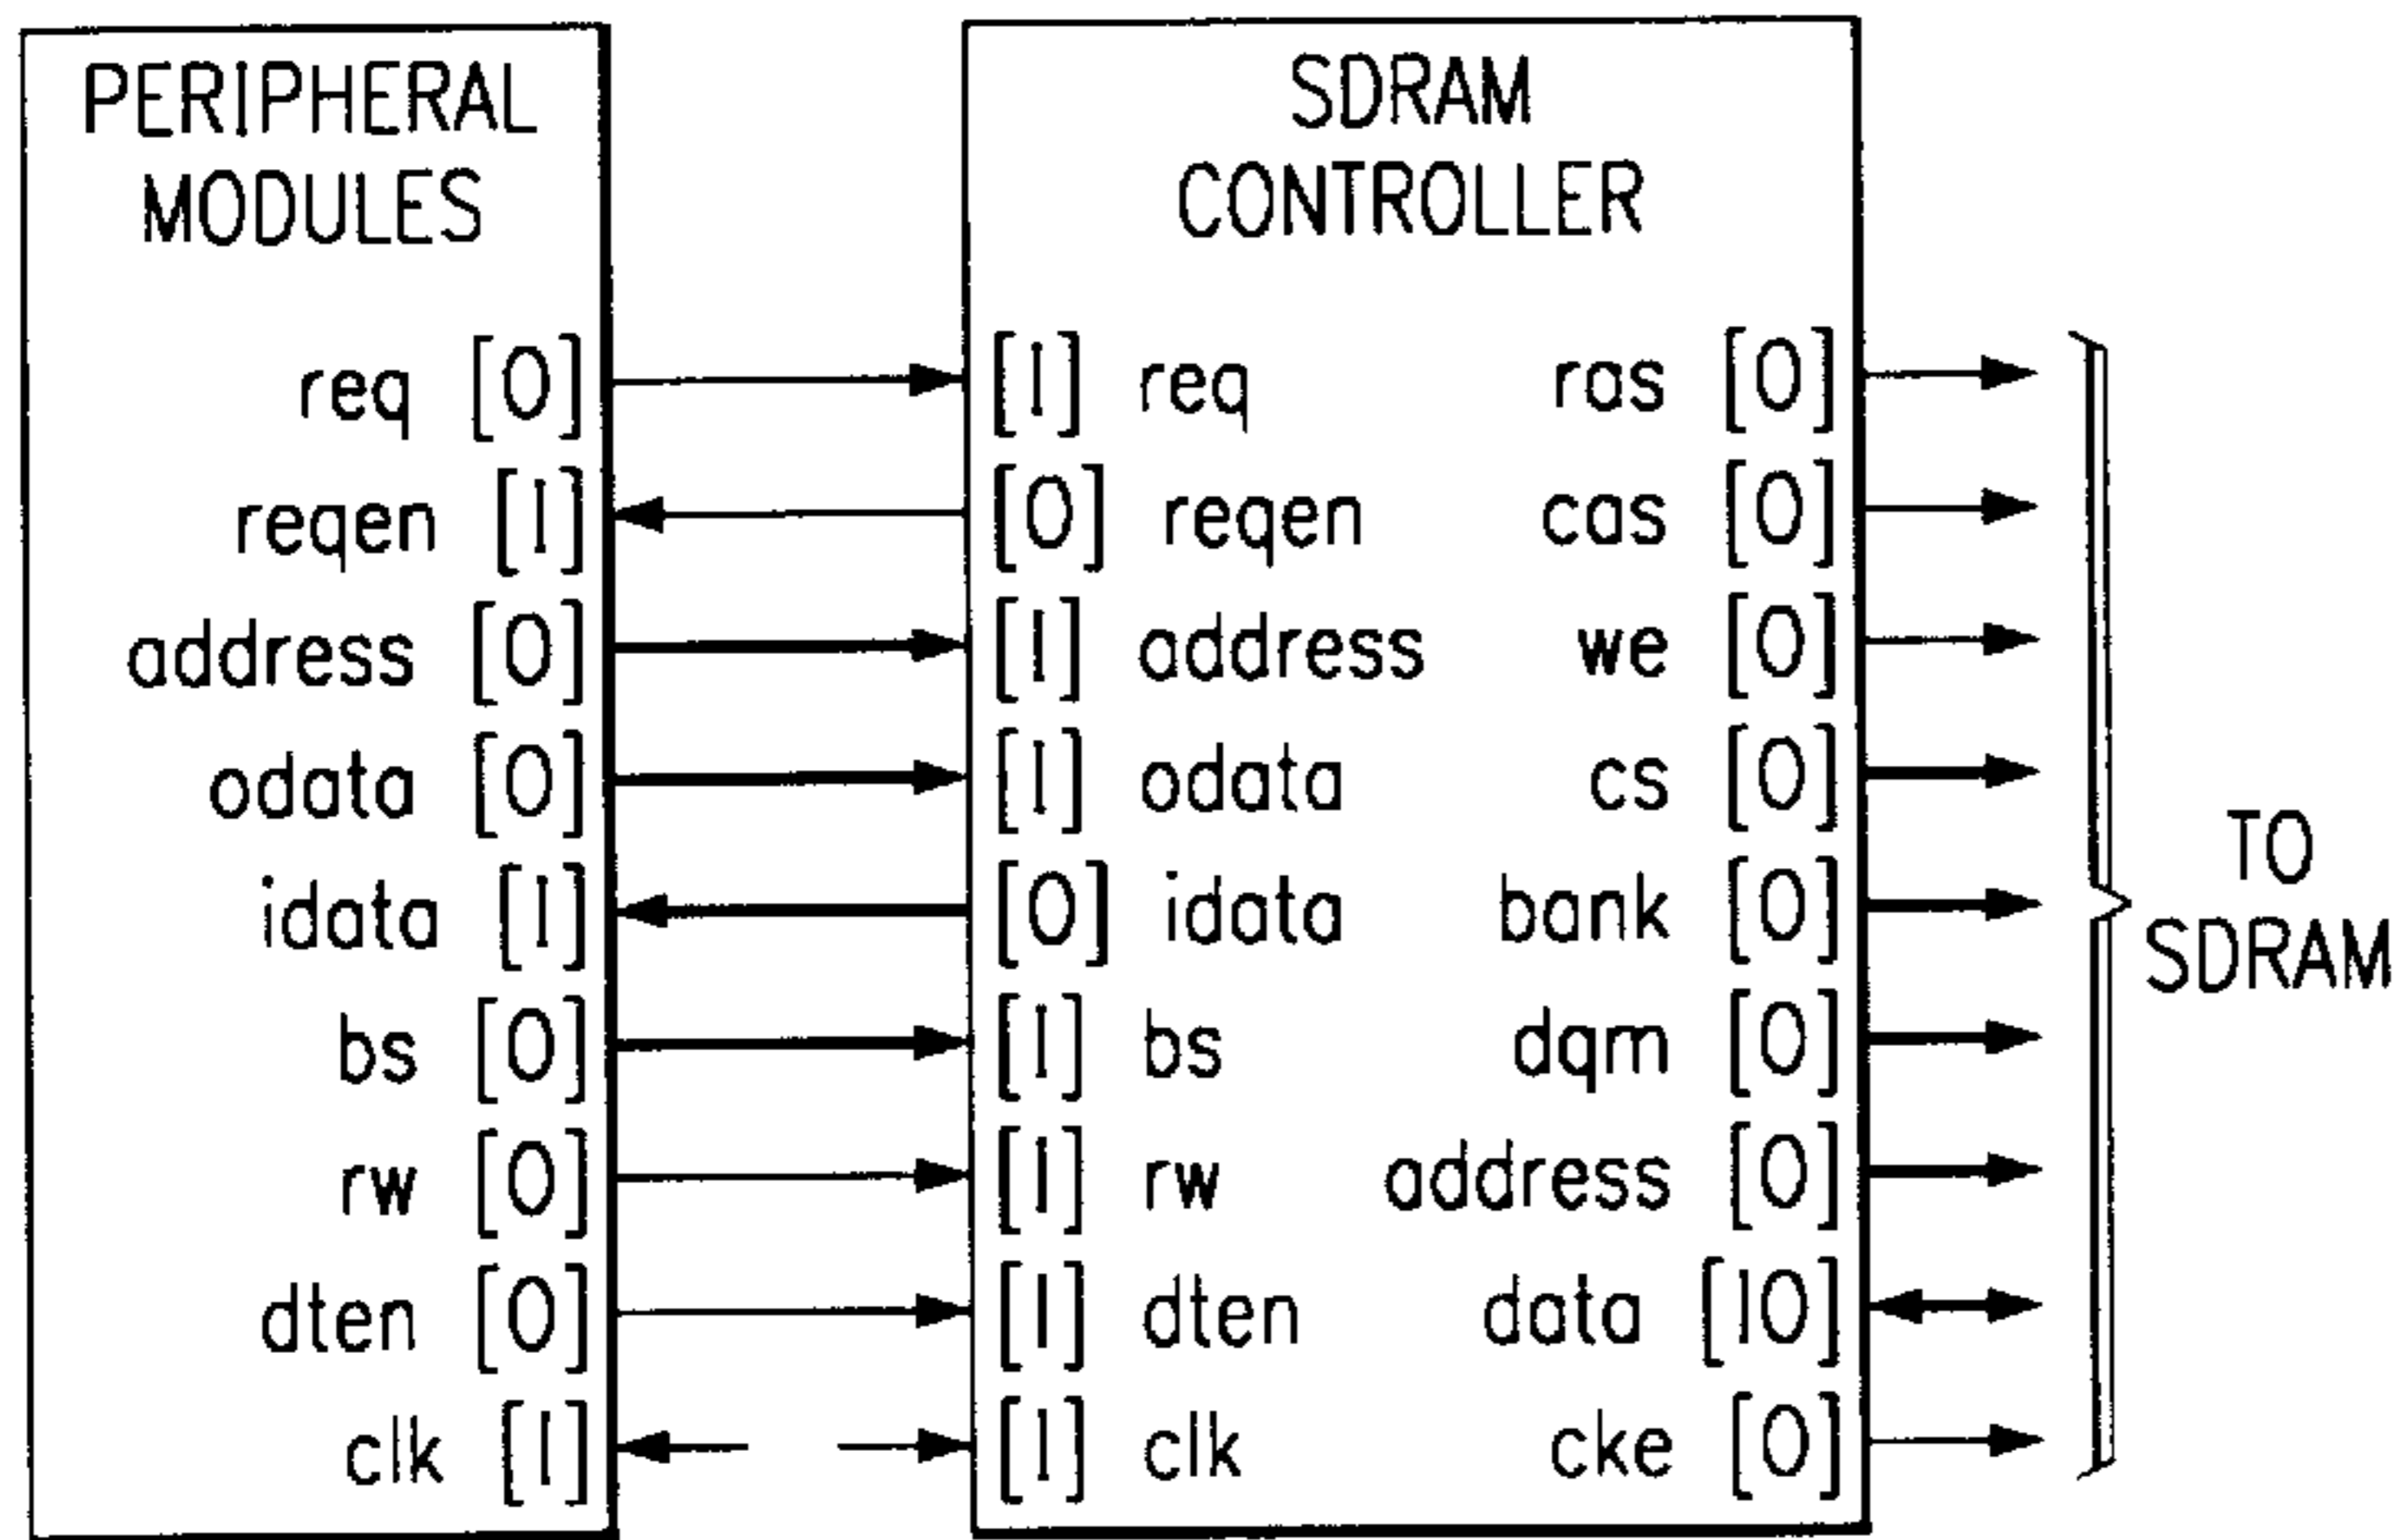 PERIPHERAL
MODULES
req [O]
reqen [I]
address [O]
odata [O]
idata [I]
bs [O]
rw [O]
dten [O]
clk [I]
SDRAM
CONTROLLER
[I] req ras [O]
[O] reqen cas [O]
[I] address we [O]
[I] odata cs [O]
[O] idata bank [O]
[I] bs dqm [O]
[I] rw address [O]
[I] dten data [IO]
[I] clk cke [O]
TO
SDRAM